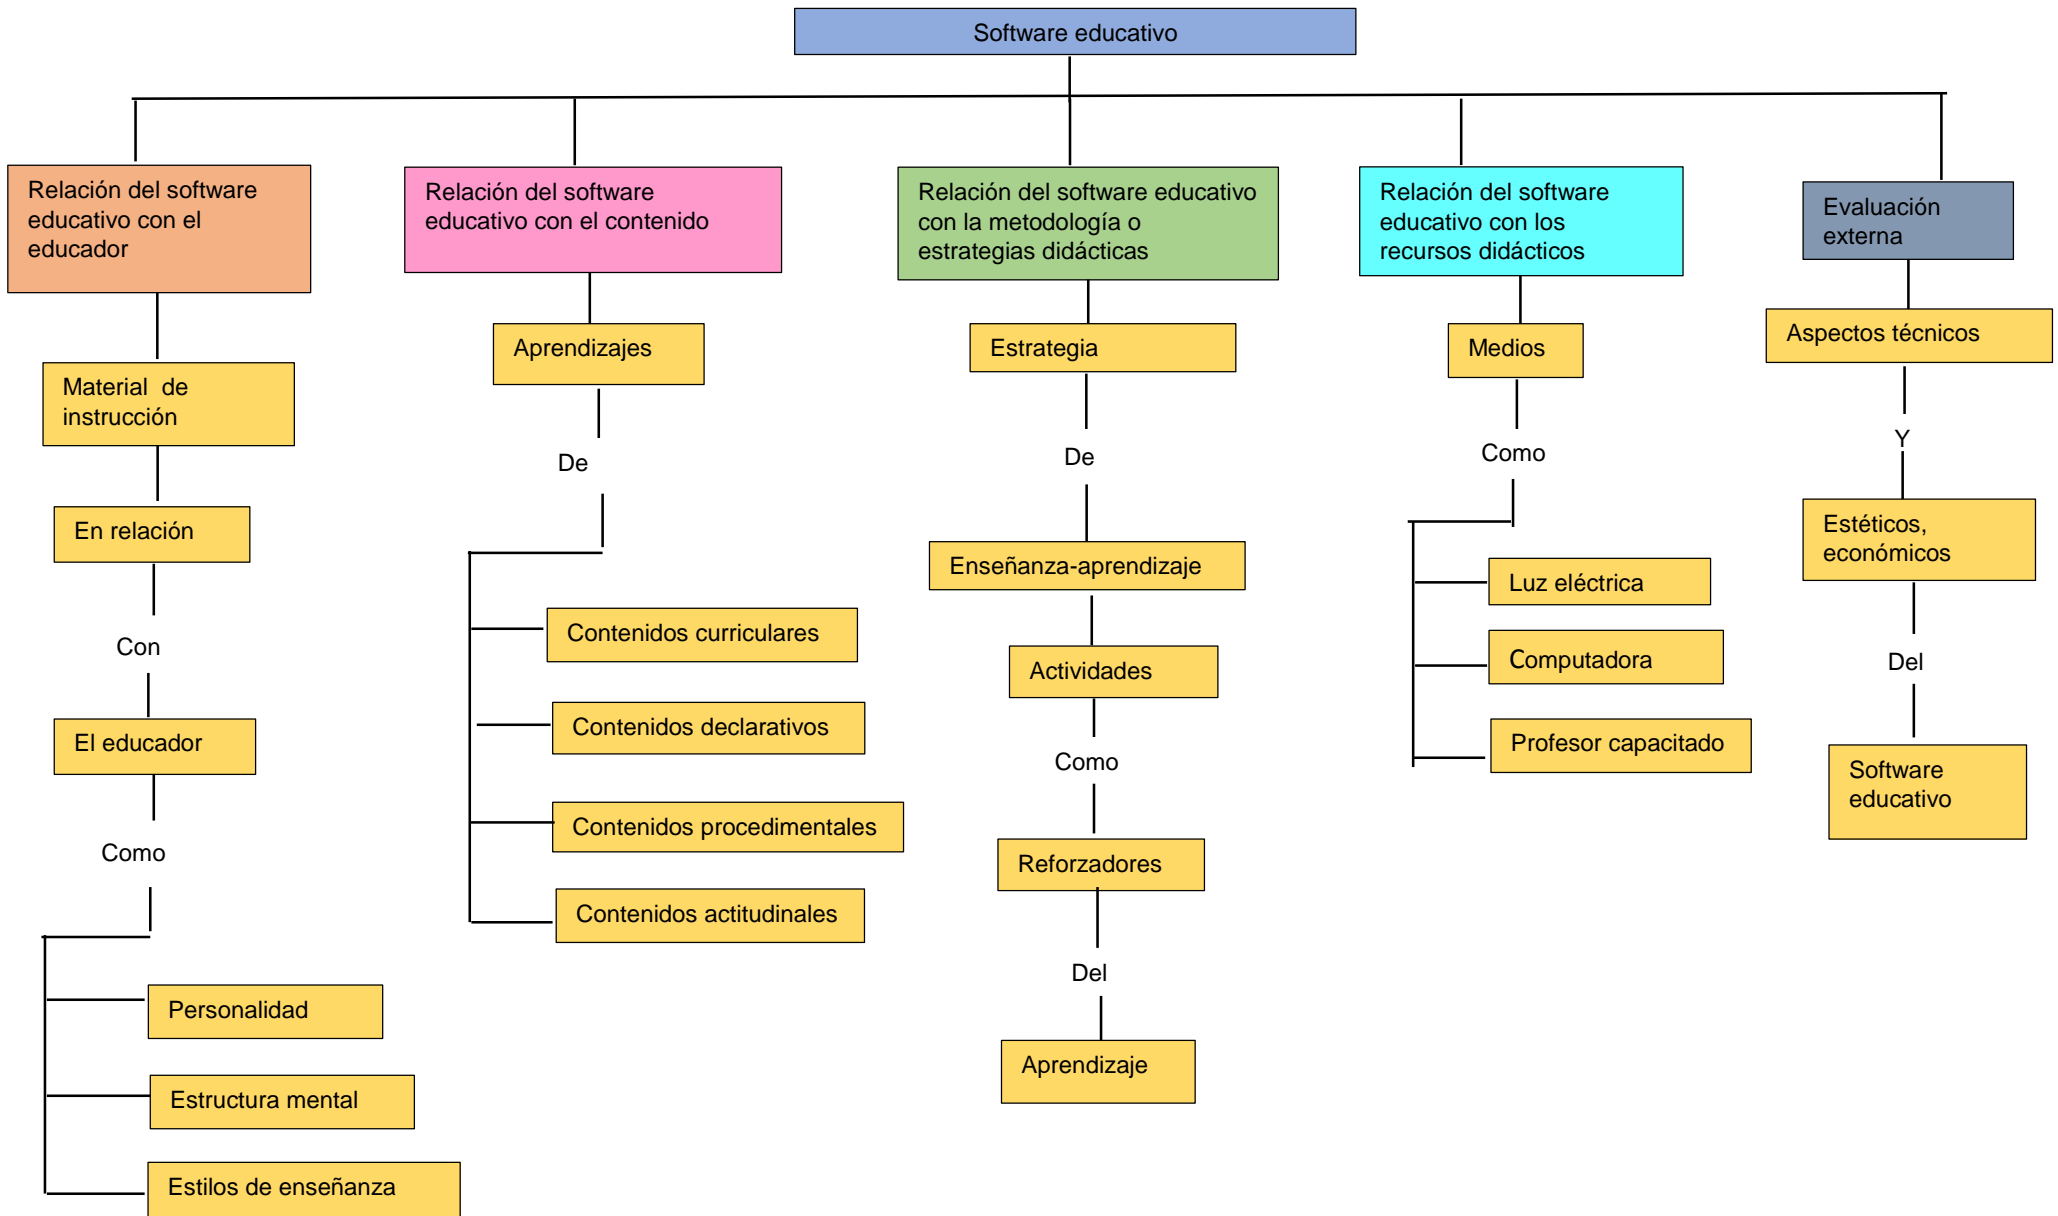 Software educativo
Relación del software
educativo con el
educador
Material de
instrucción
En relación
Con
El educador
Como
Personalidad
Estructura mental
Estilos de enseñanza
Relación del software
educativo con el contenido
Aprendizajes
De
Contenidos curriculares
Contenidos declarativos
Contenidos procedimentales
Contenidos actitudinales
Relación del software educativo
con la metodología o
estrategias didácticas
Estrategia
De
Enseñanza-aprendizaje
Actividades
Como
Reforzadores
Del
Aprendizaje
Relación del software
educativo con los
recursos didácticos
Medios
Como
Luz eléctrica
Computadora
Profesor capacitado
Evaluación
externa
Aspectos técnicos
Y
Estéticos,
económicos
Del
Software
educativo